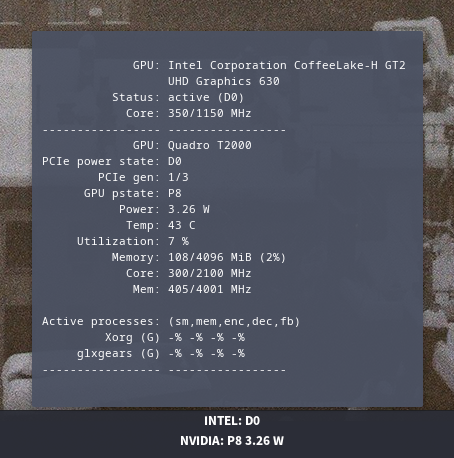 GPU: Intel Corporation CoffeeLake-H GT2
UHD Graphics 630
Status: active (D0)
Core: 350/1150 MHz
----------------- -----------------
GPU: Quadro T2000
PCIe power state: D0
PCIe gen: 1/3
GPU pstate: P8
Power: 3.26 W
Temp: 43 C
Utilization: 7 %
Memory: 108/4096 MiB (2%)
Core: 300/2100 MHz
Mem: 405/4001 MHz
Active processes: (sm,mem,enc,dec,fb)
Xorg (G) -% -% -% -%
glxgears (G) -% -% -% -%
----------------- -----------------
INTEL: D0
NVIDIA: P8 3.26 W